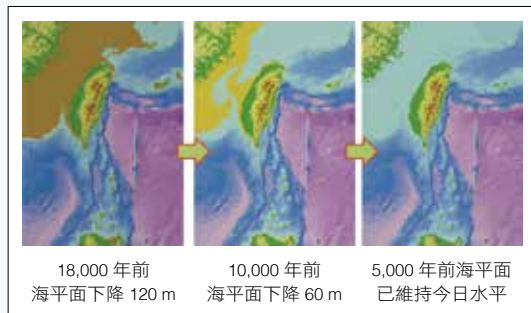 18,000 年前
海平面下降 120 m
10,000 年前
海平面下降 60 m
5,000 年前海平面
已維持今日水平